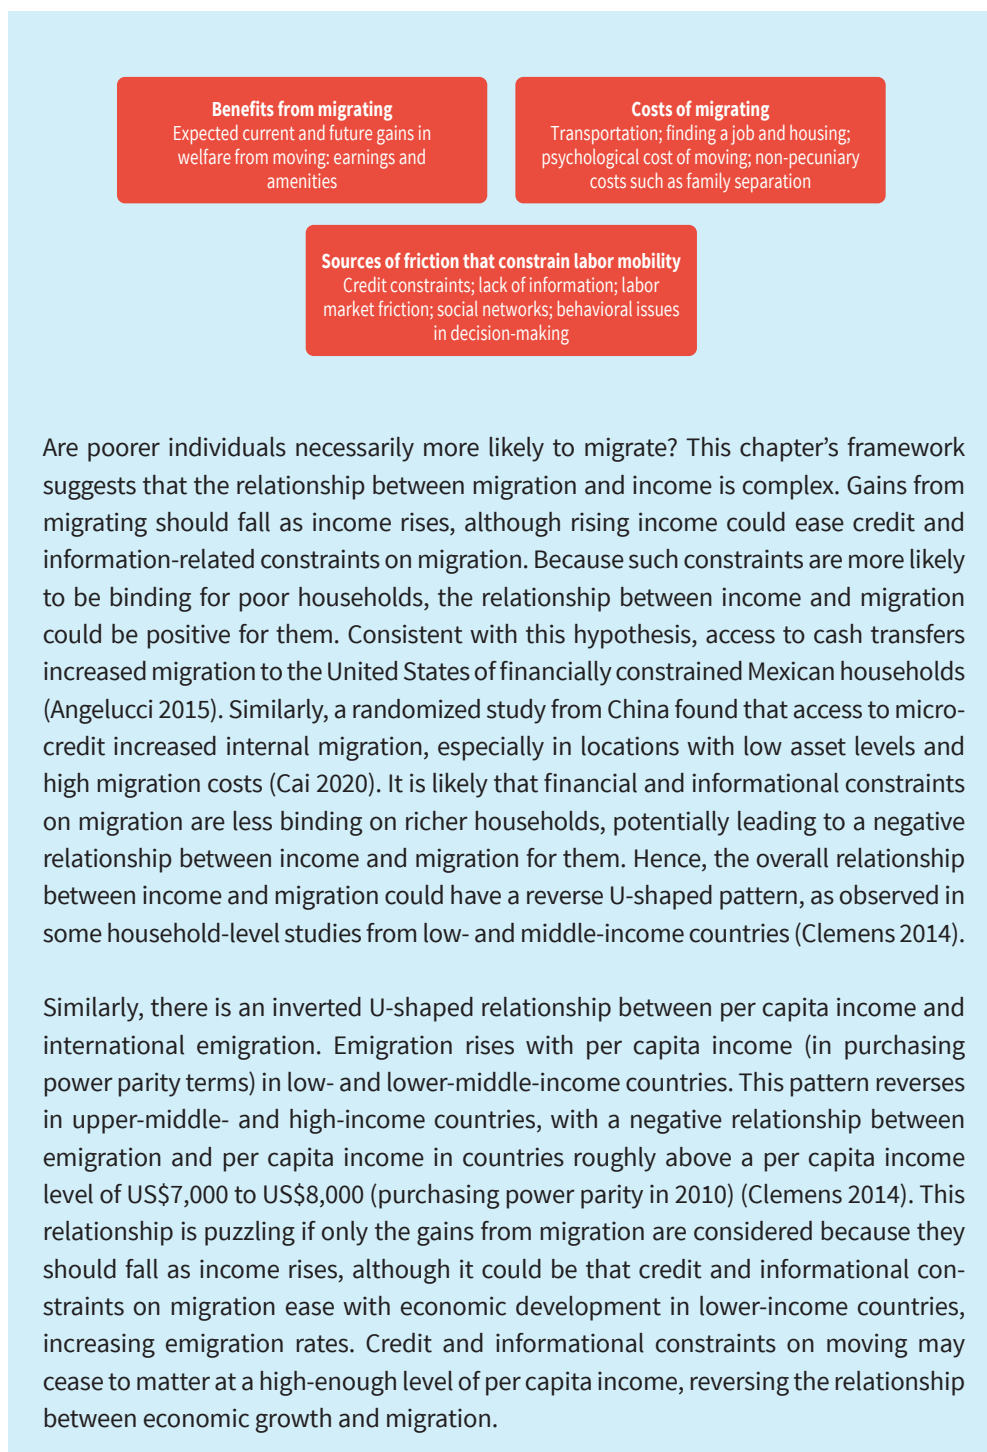 Benefits from migrating
Expected current and future gains in
welfare from moving: earnings and
amenities
Costs of migrating
Transportation; finding a job and housing;
psychological cost of moving; non-pecuniary
costs such as family separation
Sources of friction that constrain labor mobility
Credit constraints; lack of information; labor
market friction; social networks; behavioral issues
in decision-making
Are poorer individuals necessarily more likely to migrate? This chapter’s framework
suggests that the relationship between migration and income is complex. Gains from
migrating should fall as income rises, although rising income could ease credit and
information-related constraints on migration. Because such constraints are more likely
to be binding for poor households, the relationship between income and migration
could be positive for them. Consistent with this hypothesis, access to cash transfers
increased migration to the United States of financially constrained Mexican households
(Angelucci 2015). Similarly, a randomized study from China found that access to micro-
credit increased internal migration, especially in locations with low asset levels and
high migration costs (Cai 2020). It is likely that financial and informational constraints
on migration are less binding on richer households, potentially leading to a negative
relationship between income and migration for them. Hence, the overall relationship
between income and migration could have a reverse U-shaped pattern, as observed in
some household-level studies from low- and middle-income countries (Clemens 2014).
Similarly, there is an inverted U-shaped relationship between per capita income and
international emigration. Emigration rises with per capita income (in purchasing
power parity terms) in low- and lower-middle-income countries. This pattern reverses
in upper-middle- and high-income countries, with a negative relationship between
emigration and per capita income in countries roughly above a per capita income
level of US$7,000 to US$8,000 (purchasing power parity in 2010) (Clemens 2014). This
relationship is puzzling if only the gains from migration are considered because they
should fall as income rises, although it could be that credit and informational con-
straints on migration ease with economic development in lower-income countries,
increasing emigration rates. Credit and informational constraints on moving may
cease to matter at a high-enough level of per capita income, reversing the relationship
between economic growth and migration.